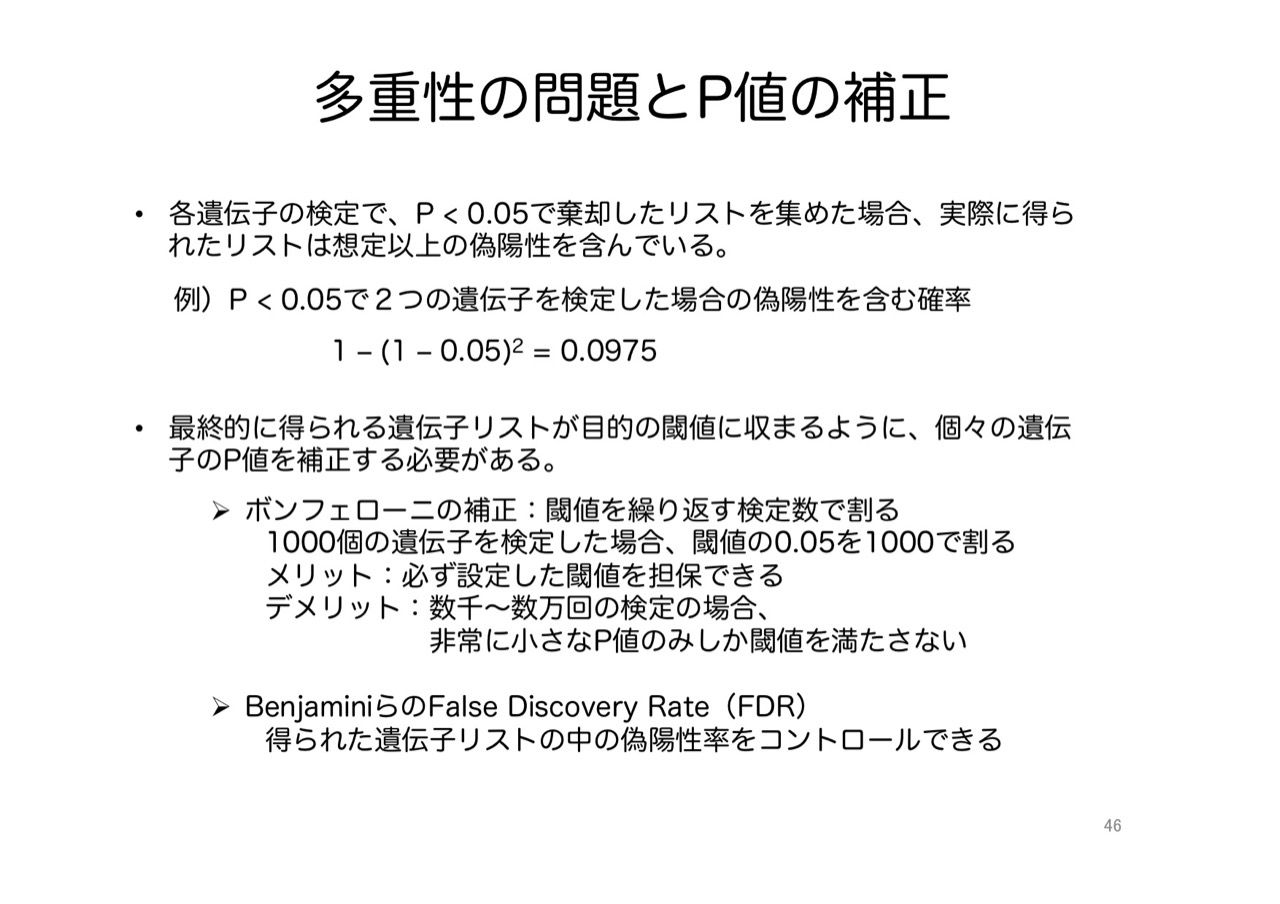 多重性の問題とP値の補正
• 各遺伝子の検定で、P < 0.05で棄却したリストを集めた場合、実際に得ら
れたリストは想定以上の偽陽性を含んでいる。
例）P < 0.05で２つの遺伝子を検定した場合の偽陽性を含む確率
1 – (1 – 0.05)² = 0.0975
• 最終的に得られる遺伝子リストが目的の閾値に収まるように、個々の遺伝
子のP値を補正する必要がある。
➢ ボンフェローニの補正：閾値を繰り返す検定数で割る
1000個の遺伝子を検定した場合、閾値の0.05を1000で割る
メリット：必ず設定した閾値を担保できる
デメリット：数千～数万回の検定の場合、
非常に小さなP値のみしか閾値を満たさない
➢ BenjaminiらのFalse Discovery Rate（FDR）
得られた遺伝子リストの中の偽陽性率をコントロールできる
46